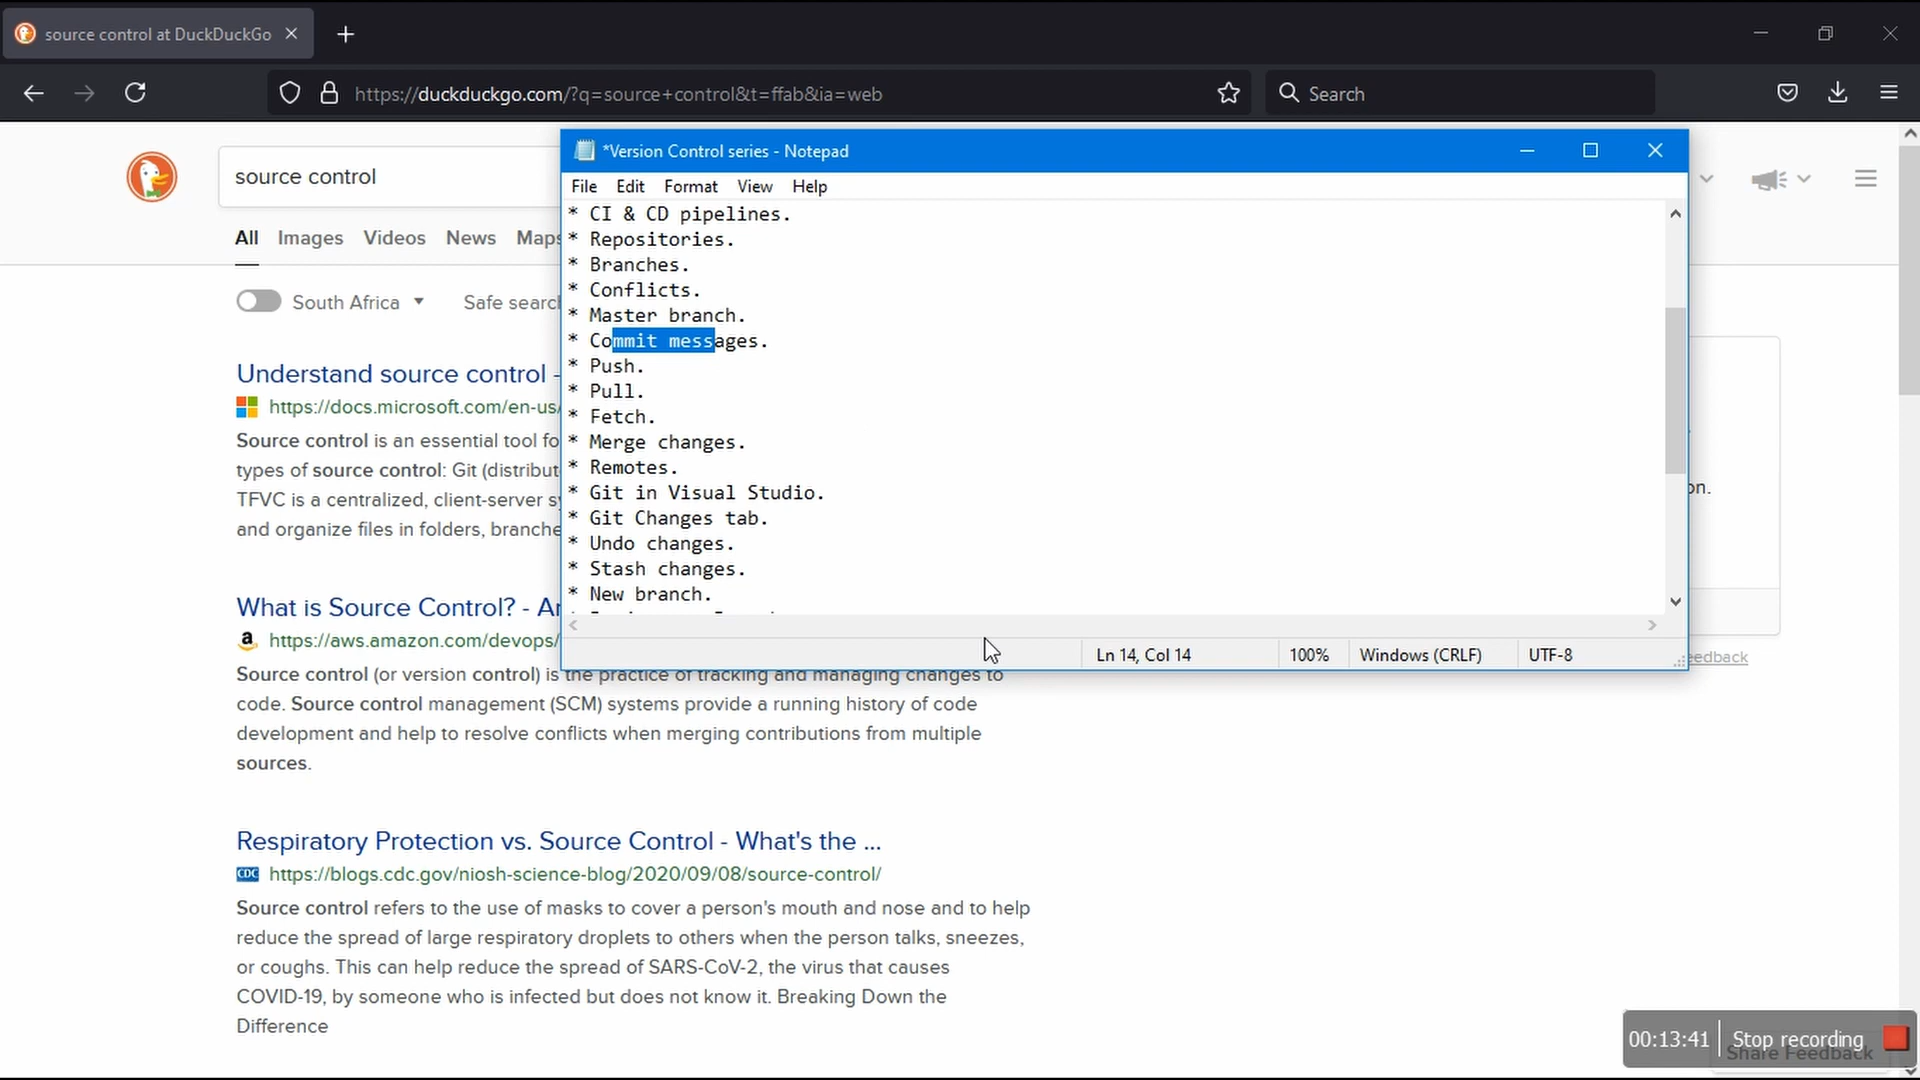 source control at DuckDuckGo
https://duckduckgo.com/?q=source+control&t=ffab&ia=web
Search
source control
All Images Videos News Maps
South Africa
Safe search
Understand source control -
https://docs.microsoft.com/en-us/
Source control is an essential tool fo
types of source control: Git (distribut
TFVC is a centralized, client-server s
and organize files in folders, branche
What is Source Control? - A
https://aws.amazon.com/devops/
Source control (or version control) is the practice of tracking and managing changes to
code. Source control management (SCM) systems provide a running history of code
development and help to resolve conflicts when merging contributions from multiple
sources.
Respiratory Protection vs. Source Control - What's the ...
CDC
https://blogs.cdc.gov/niosh-science-blog/2020/09/08/source-control/
Source control refers to the use of masks to cover a person's mouth and nose and to help
reduce the spread of large respiratory droplets to others when the person talks, sneezes,
or coughs. This can help reduce the spread of SARS-CoV-2, the virus that causes
COVID-19, by someone who is infected but does not know it. Breaking Down the
Difference
*Version Control series - Notepad
File Edit Format View Help
* CI & CD pipelines.
* Repositories.
* Branches.
* Conflicts.
* Master branch.
* Commit messages.
* Push.
* Pull.
* Fetch.
* Merge changes.
* Remotes.
* Git in Visual Studio.
* Git Changes tab.
* Undo changes.
* Stash changes.
* New branch.
Ln 14, Col 14
100%
Windows (CRLF)
UTF-8
on.
eedback
00:13:41
Stop recording
Share Feedback